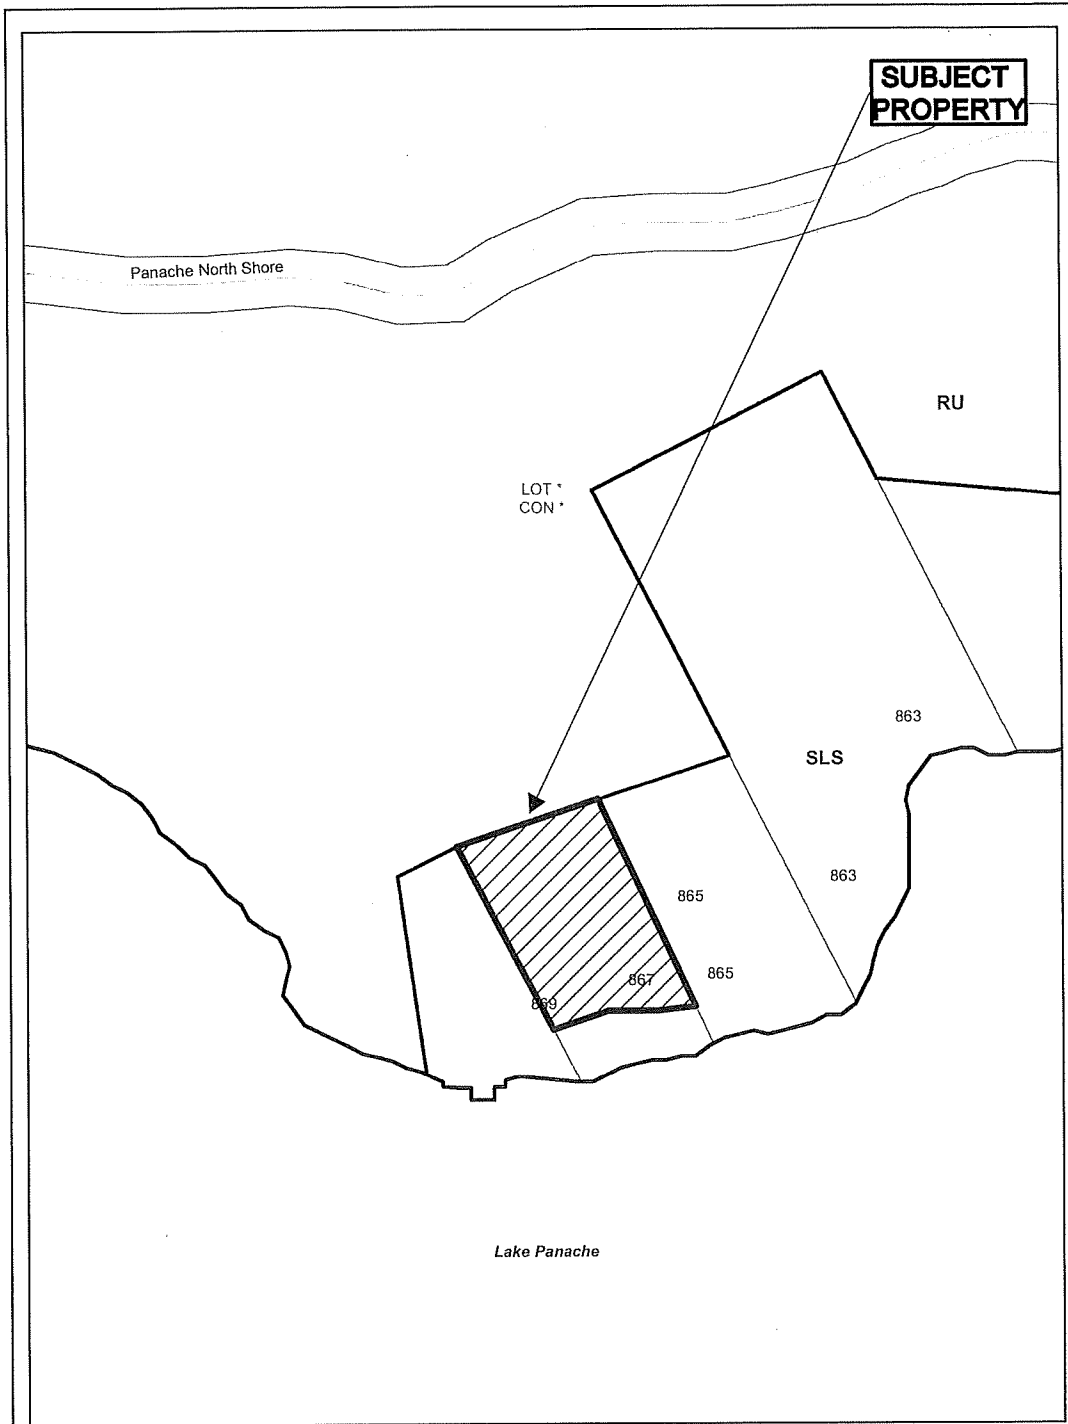 SUBJECT
PROPERTY
Panache North Shore
RU
LOT *
CON *
863
SLS
863
865
865
867
869
Lake Panache